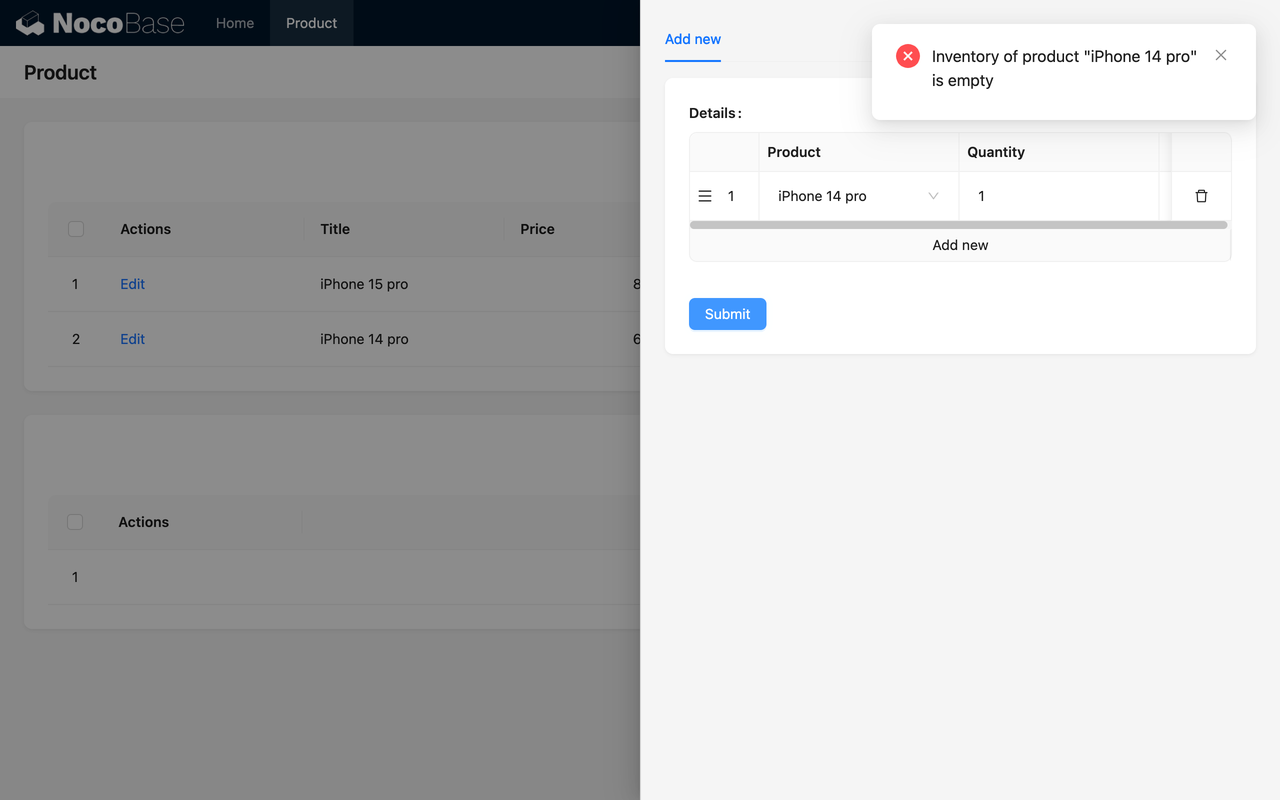 NocoBase
Home
Product
Product
Actions
Title
Price
1
Edit
iPhone 15 pro
8
2
Edit
iPhone 14 pro
6
Actions
1
Add new
Inventory of product "iPhone 14 pro"
is empty
Details :
Product
Quantity
1
iPhone 14 pro
1
Add new
Submit